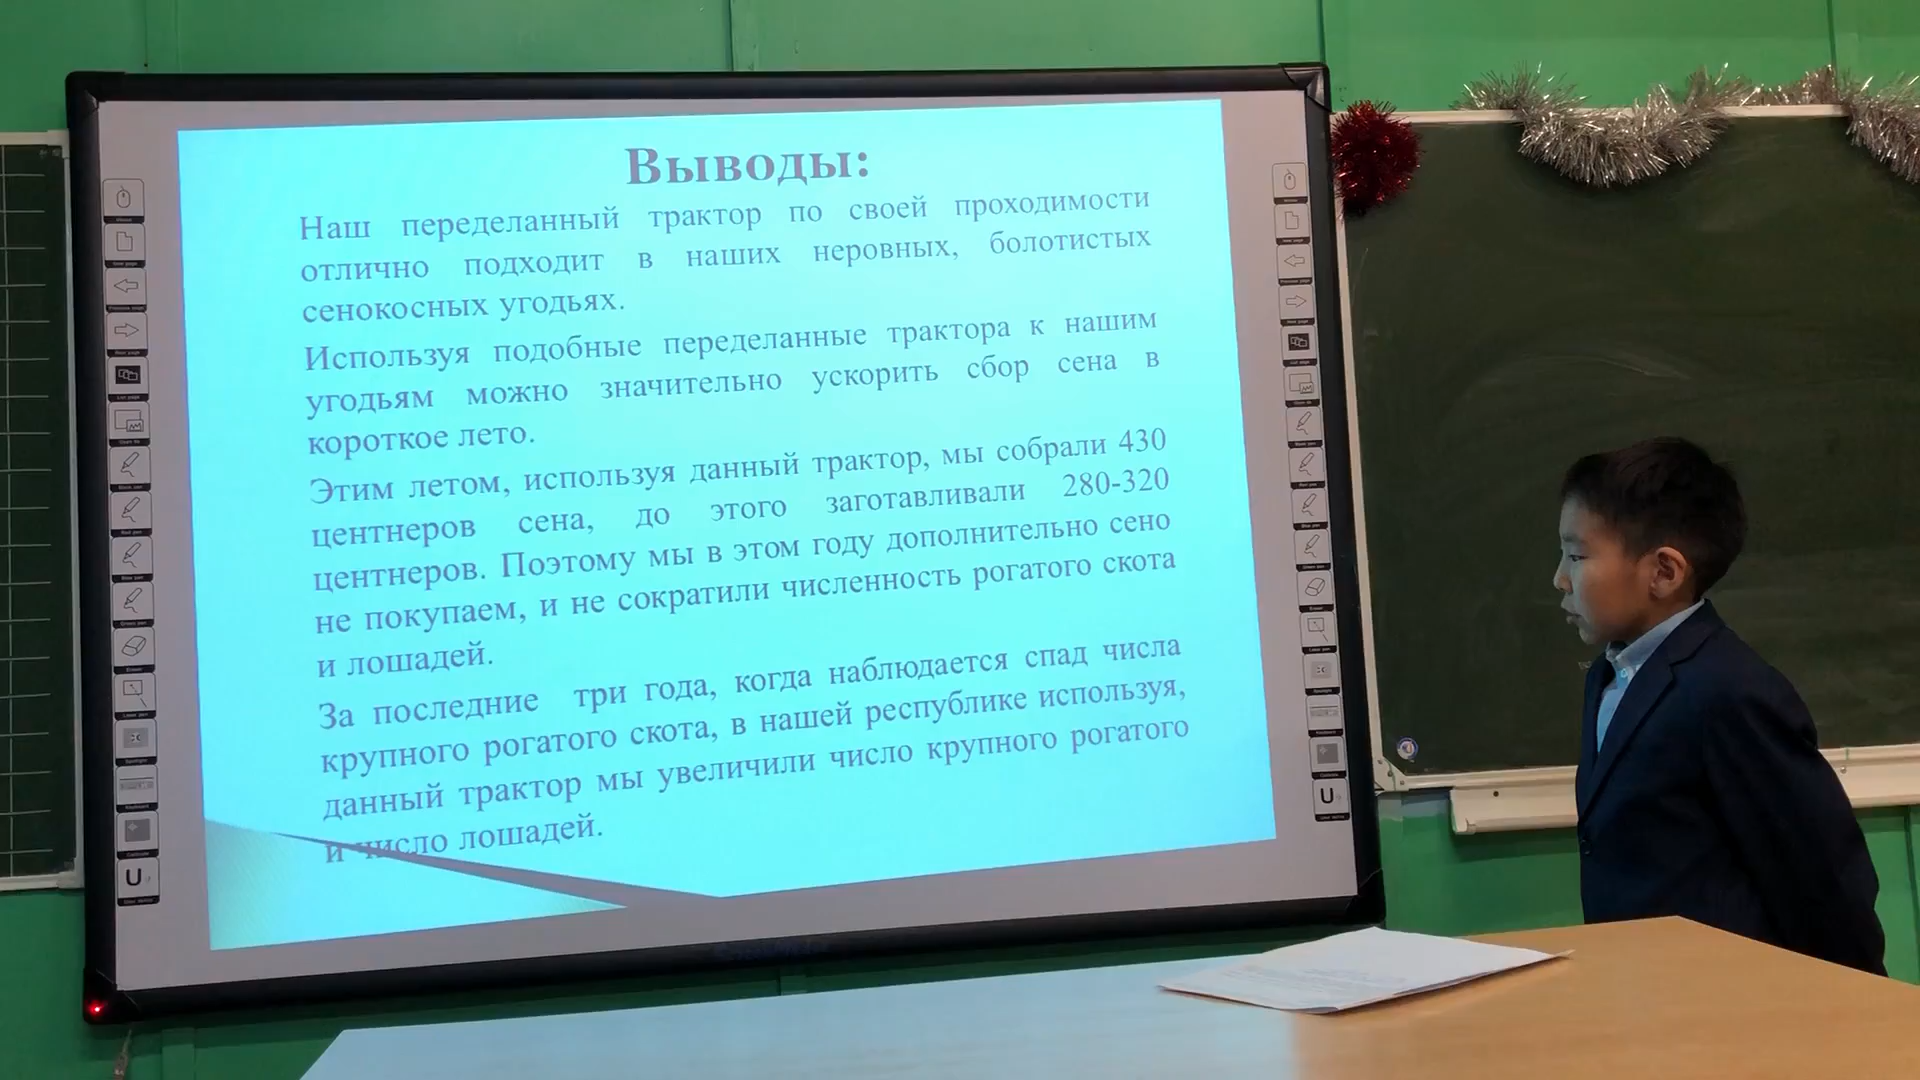 Выводы:
Наш переделанный трактор по своей проходимости
отлично подходит в наших неровных, болотистых
сенокосных угодьях.
Используя подобные переделанные трактора к нашим
угодьям можно значительно ускорить сбор сена в
короткое лето.
Этим летом, используя данный трактор, мы собрали 430
центнеров сена, до этого заготавливали 280-320
центнеров. Поэтому мы в этом году дополнительно сено
не покупаем, и не сократили численность рогатого скота
и лошадей.
За последние три года, когда наблюдается спад числа
крупного рогатого скота, в нашей республике используя,
данный трактор мы увеличили число крупного рогатого
и число лошадей.